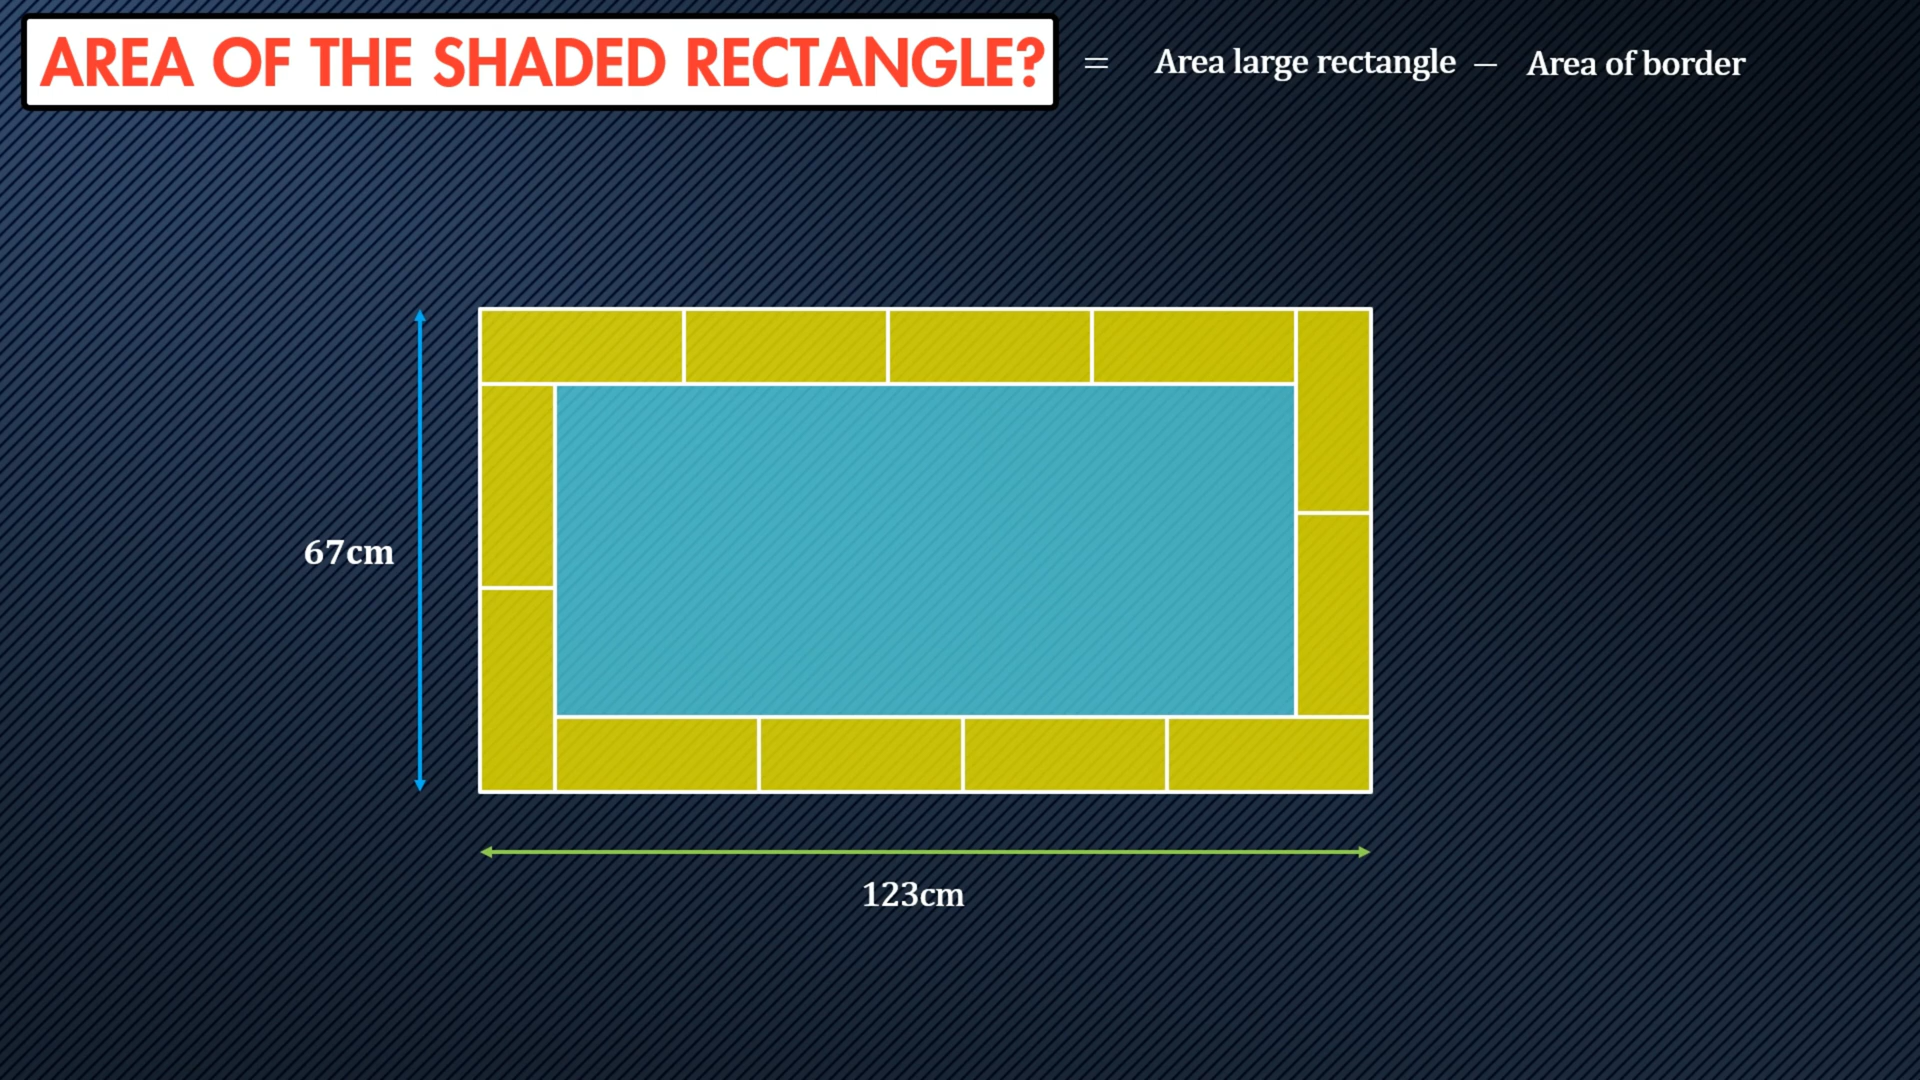 AREA OF THE SHADED RECTANGLE? = Area large rectangle − Area of border
67cm
123cm